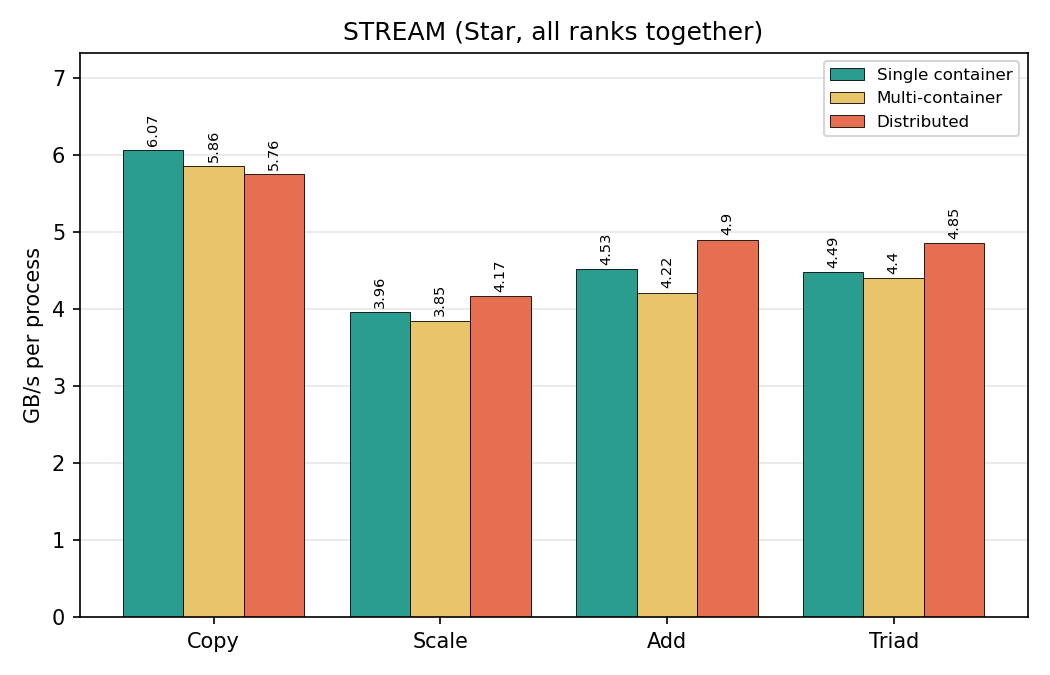 STREAM (Star, all ranks together)
Single container
Multi-container
Distributed
GB/s per process
7
6
5
4
3
2
1
0
6.07
5.86
5.76
3.96
3.85
4.17
4.53
4.22
4.9
4.49
4.4
4.85
Copy
Scale
Add
Triad